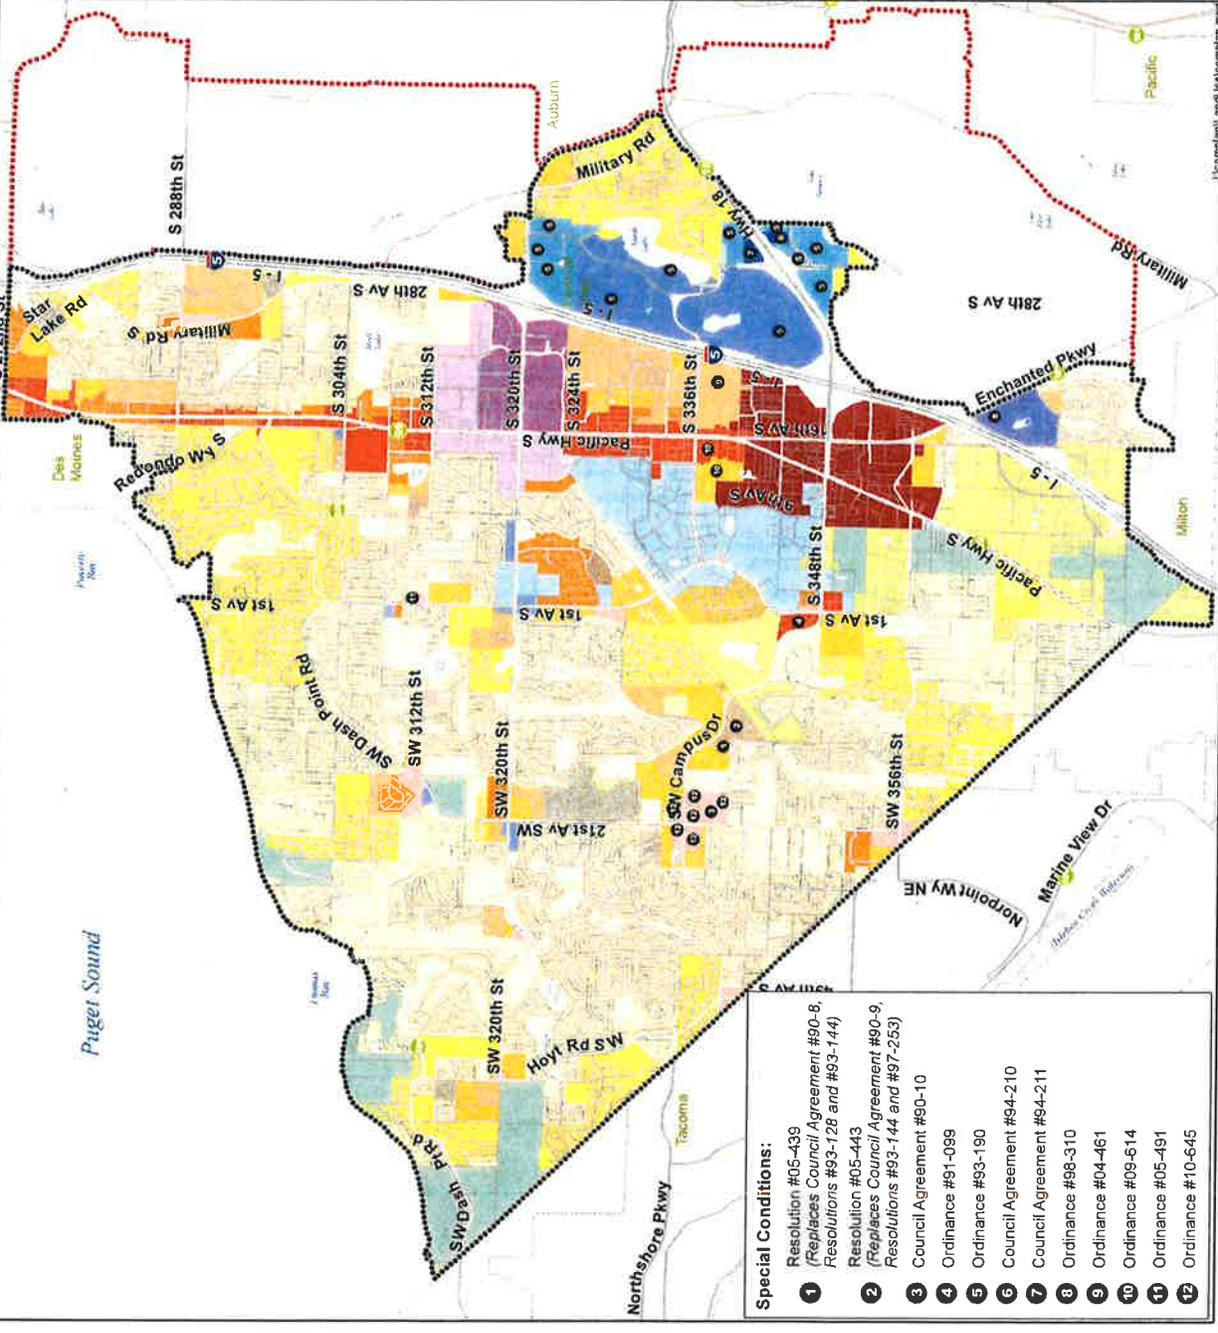 S 288th St
Star
Lake Rd
Military Rd S
I-5
5
28th Av S
Auburn
Military Rd
Hwy 18
Pacific
Military Rd
28th Av S
Enchanted Pkwy
I-5
Milton
Des
Moines
Redondo Wy S
S 304th St
S 312th St
S 320th St
S 324th St
S 336th St
S 348th St
Pacific Hwy S
16th Av S
9th Av S
I-5
5
I-5
Pacific Hwy S
1st Av S
1st Av S
1st Av S
SW Dash Point Rd
SW 312th St
SW 320th St
21st Av SW
SW Campus Dr
SW 356th St
Puget Sound
SW 320th St
Hoyt Rd SW
SW Dash Pt Rd
Norpoint Wy NE
Marine View Dr
Tacoma
Northshore Pkwy
Special Conditions:
1 Resolution #05-439
(Replaces Council Agreement #90-8,
Resolutions #93-128 and #93-144)
2 Resolution #05-443
(Replaces Council Agreement #90-9,
Resolutions #93-144 and #97-253)
3 Council Agreement #90-10
4 Ordinance #91-099
5 Ordinance #93-190
6 Council Agreement #94-210
7 Council Agreement #94-211
8 Ordinance #98-310
9 Ordinance #04-461
10 Ordinance #09-614
11 Ordinance #05-491
12 Ordinance #10-645